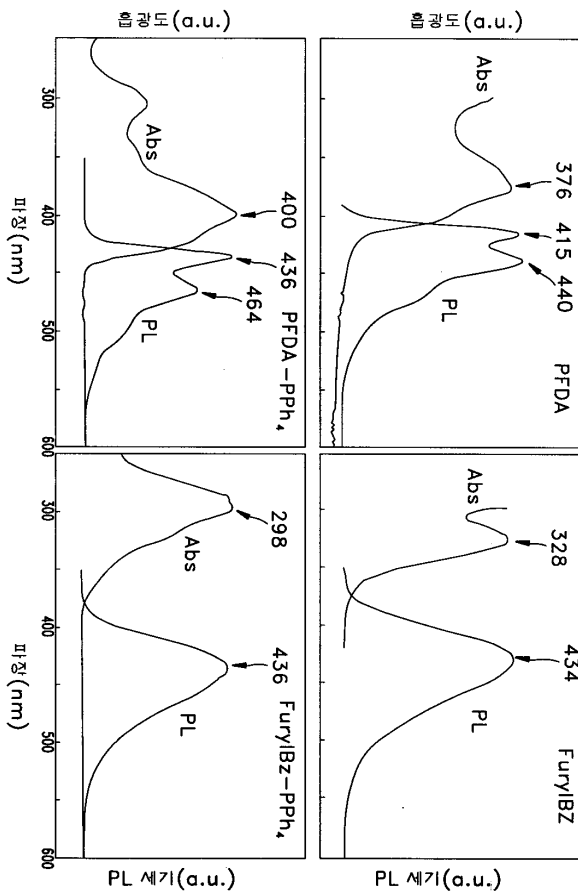 흡광도(a.u.)
Abs
376
415
440
PL
PFDA
Abs
328
434
PL
FurylBZ
PL 세기(a.u.)
흡광도(a.u.)
Abs
400
436
464
PL
PFDA-PPh₄
300
400
500
600
파장(nm)
298
Abs
436
PL
FurylBz-PPh₄
300
400
500
600
파장(nm)
PL 세기(a.u.)